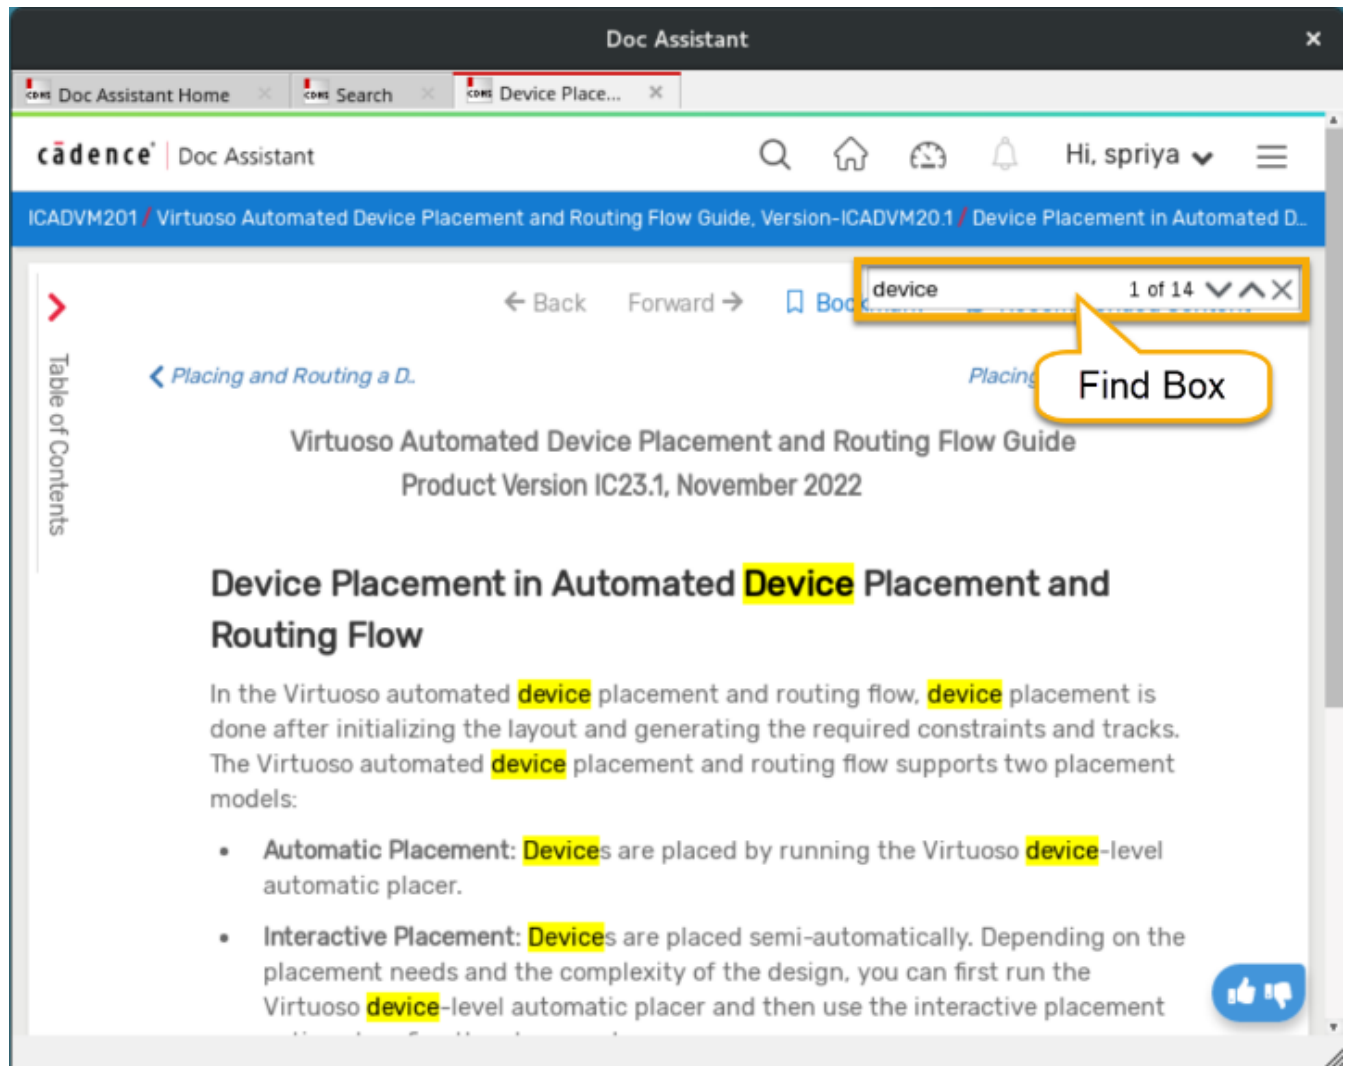 Doc Assistant
Doc Assistant Home
Search
Device Place...
cādence Doc Assistant
Hi, spriya
ICADVM201 / Virtuoso Automated Device Placement and Routing Flow Guide, Version-ICADVM20.1 / Device Placement in Automated D...
device 1 of 14
Back Forward
Find Box
Table of Contents
Placing and Routing a D..
Placing
Virtuoso Automated Device Placement and Routing Flow Guide
Product Version IC23.1, November 2022
Device Placement in Automated Device Placement and
Routing Flow
In the Virtuoso automated device placement and routing flow, device placement is
done after initializing the layout and generating the required constraints and tracks.
The Virtuoso automated device placement and routing flow supports two placement
models:
• Automatic Placement: Devices are placed by running the Virtuoso device-level
automatic placer.
• Interactive Placement: Devices are placed semi-automatically. Depending on the
placement needs and the complexity of the design, you can first run the
Virtuoso device-level automatic placer and then use the interactive placement